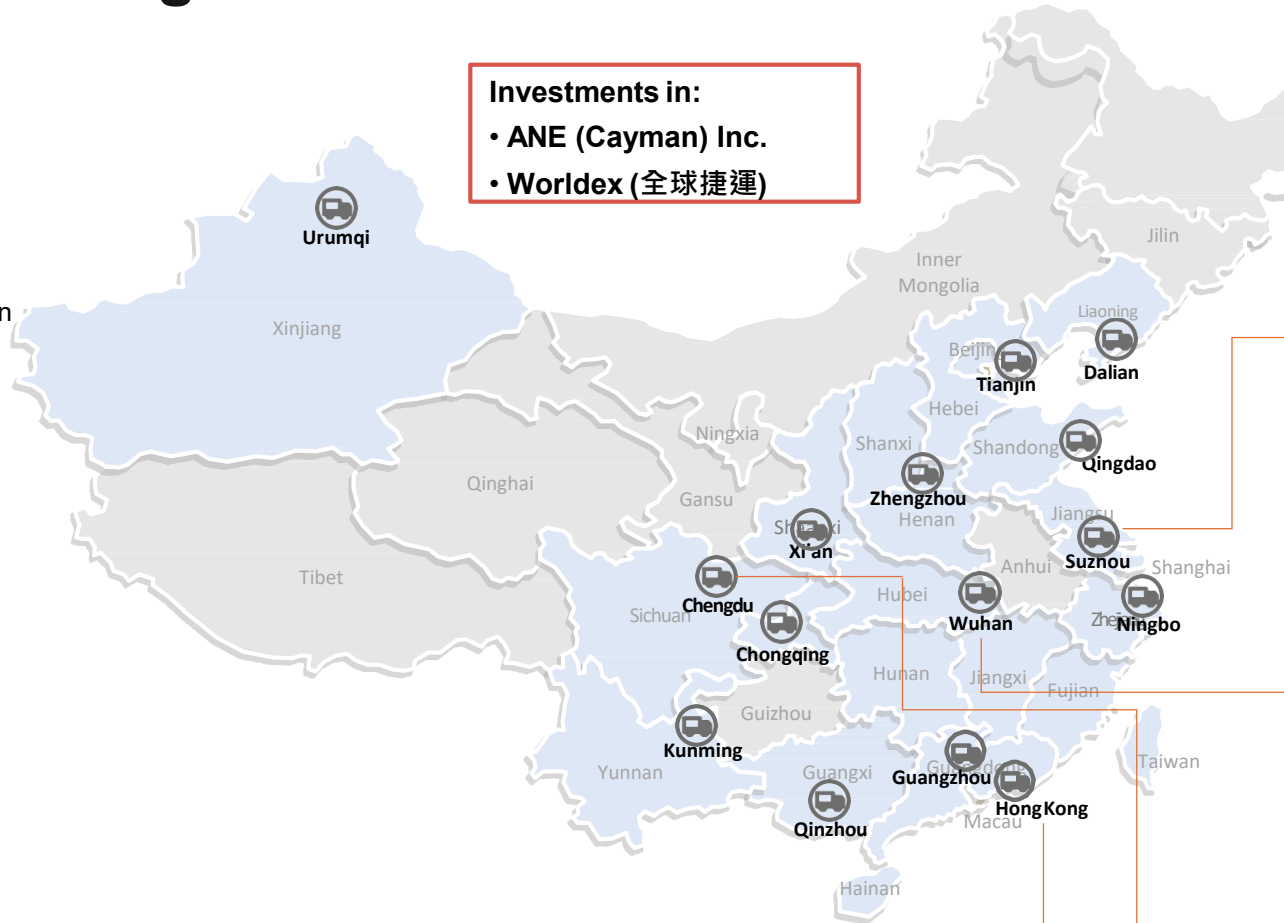 g
Investments in:
• ANE (Cayman) Inc.
• Worldex (全球捷運)
Urumqi
Jilin
Inner
Mongolia
n
Xinjiang
Liaoning
Beijing
Tianjin
Dalian
Hebei
Ningxia
Shanxi
Shandong
Qingdao
Qinghai
Zhengzhou
Gansu
Henan
Jiangsu
Xi'an
Suznou
Tibet
Anhui
Shanghai
Chengdu
Hubei
Sichuan
Wuhan
Ningbo
Chongqing
Hunan
Jiangxi
Fujian
Guizhou
Kunming
Taiwan
Yunnan
Guangxi
Guangzhou
Hong Kong
Qinzhou
Macau
Hainan